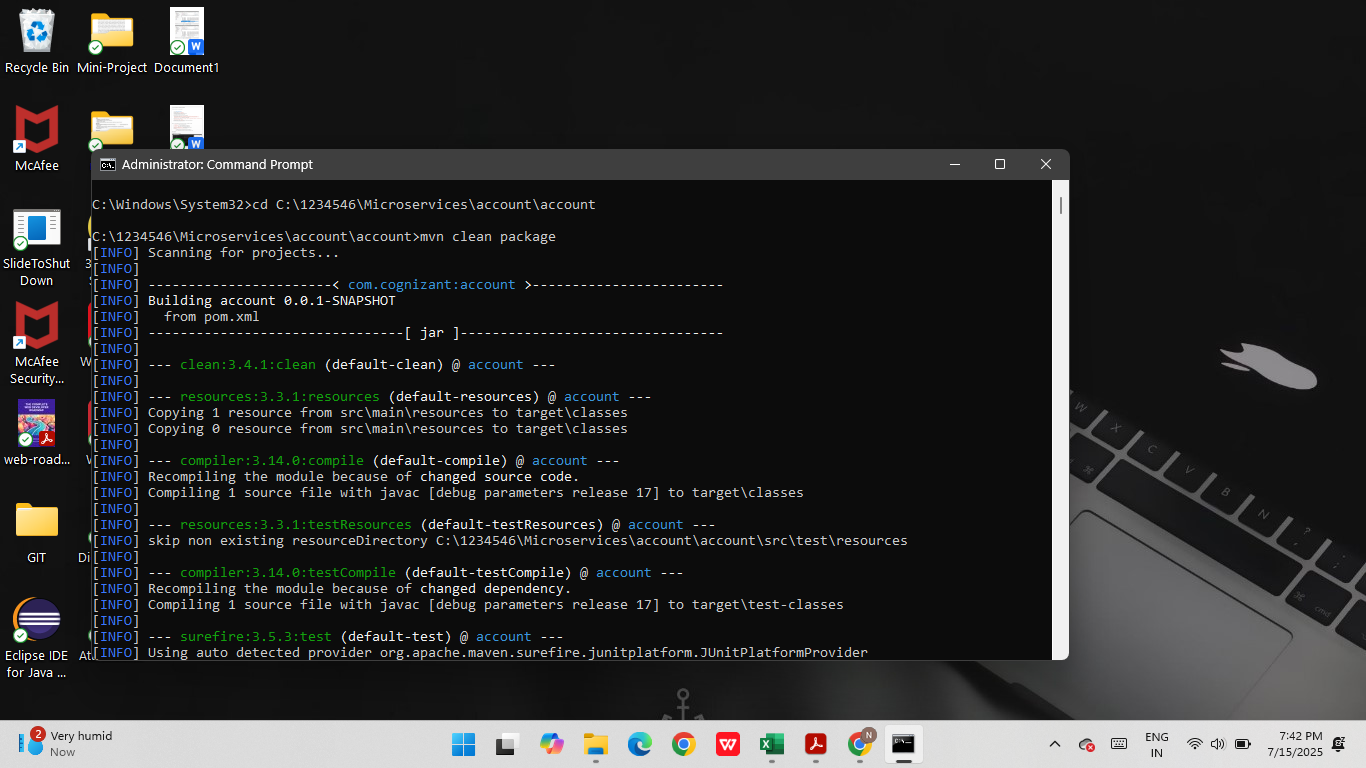 Recycle Bin
Mini-Project
Document1
McAfee
SlideToShut
Down
McAfee
Security...
web-road...
GIT
Eclipse IDE
for Java ...
Administrator: Command Prompt
C:\Windows\System32>cd C:\1234546\Microservices\account\account
C:\1234546\Microservices\account\account>mvn clean package
[INFO] Scanning for projects...
[INFO]
[INFO] -----------------------< com.cognizant:account >------------------------
[INFO] Building account 0.0.1-SNAPSHOT
[INFO]   from pom.xml
[INFO] --------------------------------[ jar ]---------------------------------
[INFO]
[INFO] --- clean:3.4.1:clean (default-clean) @ account ---
[INFO]
[INFO] --- resources:3.3.1:resources (default-resources) @ account ---
[INFO] Copying 1 resource from src\main\resources to target\classes
[INFO] Copying 0 resource from src\main\resources to target\classes
[INFO]
[INFO] --- compiler:3.14.0:compile (default-compile) @ account ---
[INFO] Recompiling the module because of changed source code.
[INFO] Compiling 1 source file with javac [debug parameters release 17] to target\classes
[INFO]
[INFO] --- resources:3.3.1:testResources (default-testResources) @ account ---
[INFO] skip non existing resourceDirectory C:\1234546\Microservices\account\account\src\test\resources
[INFO]
[INFO] --- compiler:3.14.0:testCompile (default-testCompile) @ account ---
[INFO] Recompiling the module because of changed dependency.
[INFO] Compiling 1 source file with javac [debug parameters release 17] to target\test-classes
[INFO]
[INFO] --- surefire:3.5.3:test (default-test) @ account ---
[INFO] Using auto detected provider org.apache.maven.surefire.junitplatform.JUnitPlatformProvider
W
X
C
V
B
N
cmd
2
Very humid
Now
N
ENG
IN
7:42 PM
7/15/2025